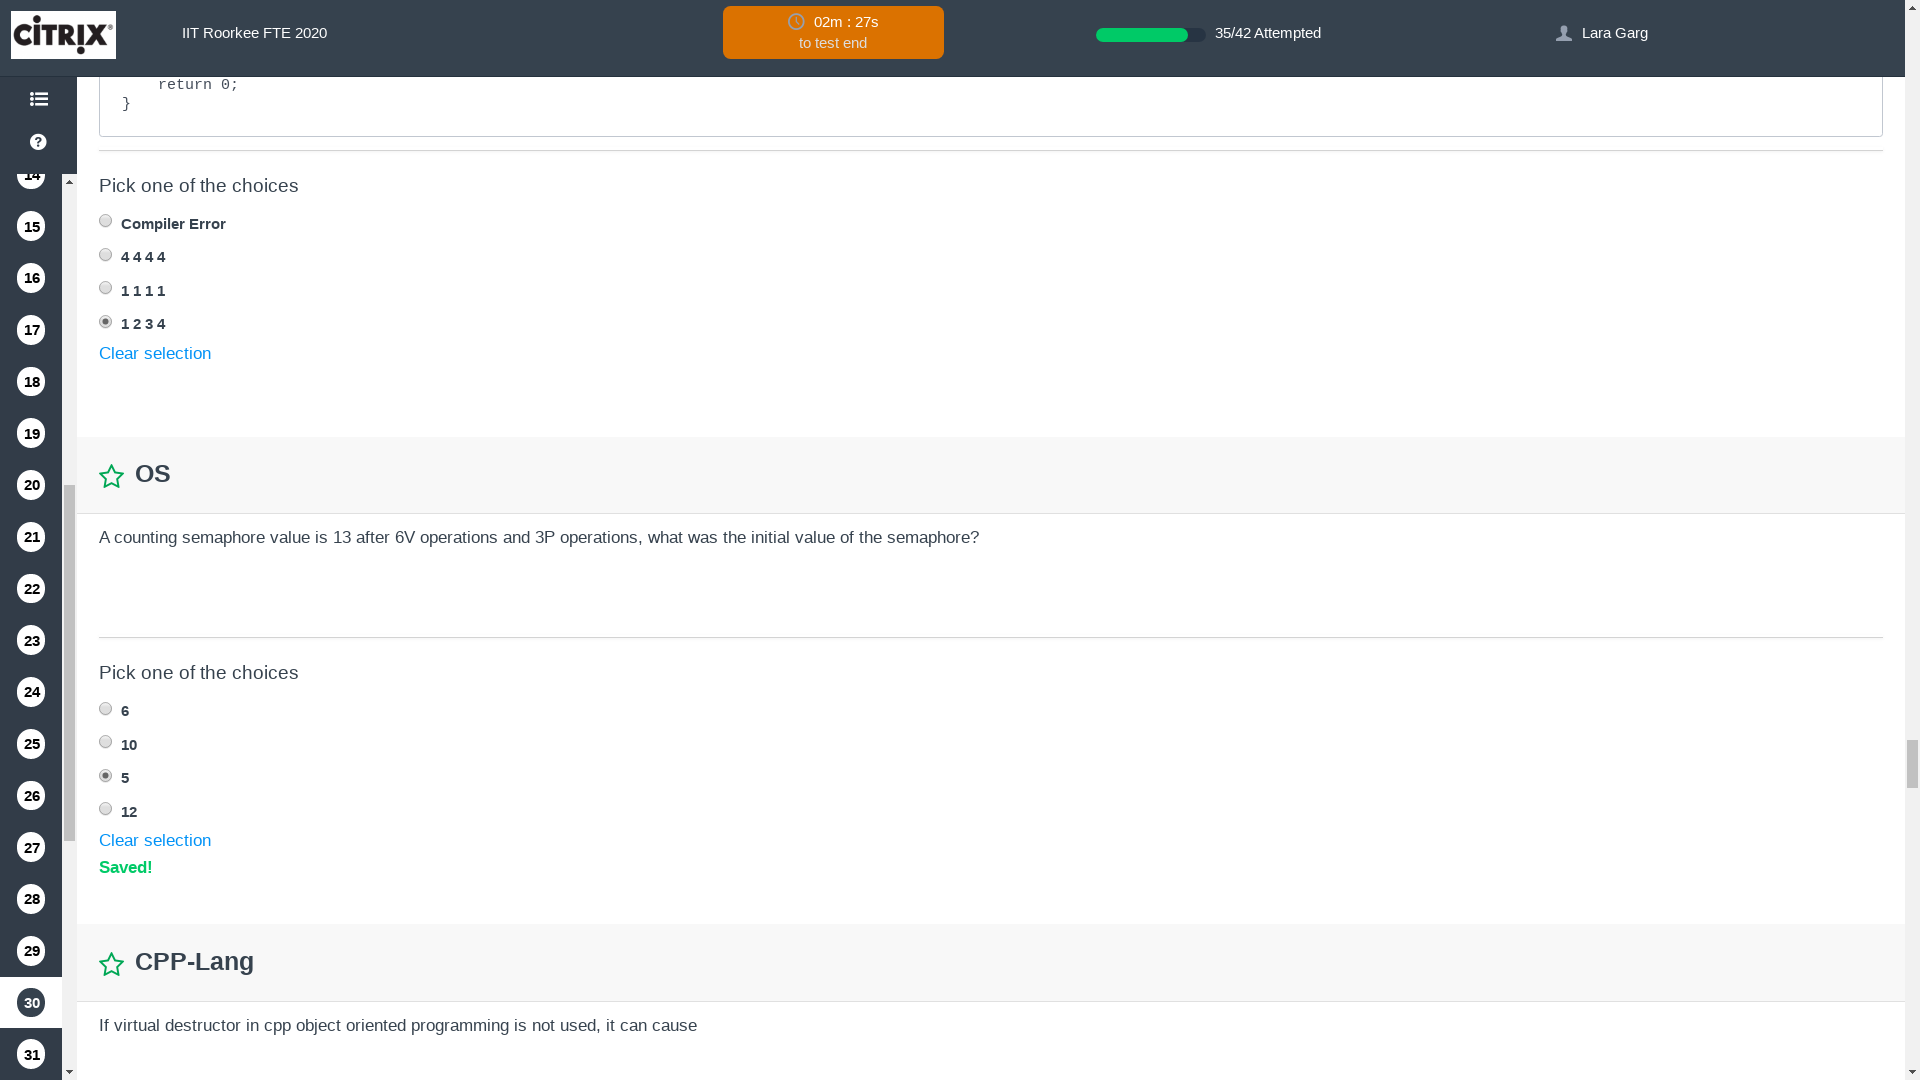 CİTRIX®
IIT Roorkee FTE 2020
02m : 27s
to test end
35/42 Attempted
Lara Garg
return 0;
}
Pick one of the choices
Compiler Error
4 4 4 4
1 1 1 1
1 2 3 4
Clear selection
OS
A counting semaphore value is 13 after 6V operations and 3P operations, what was the initial value of the semaphore?
Pick one of the choices
6
10
5
12
Clear selection
Saved!
CPP-Lang
If virtual destructor in cpp object oriented programming is not used, it can cause
14
15
16
17
18
19
20
21
22
23
24
25
26
27
28
29
30
31